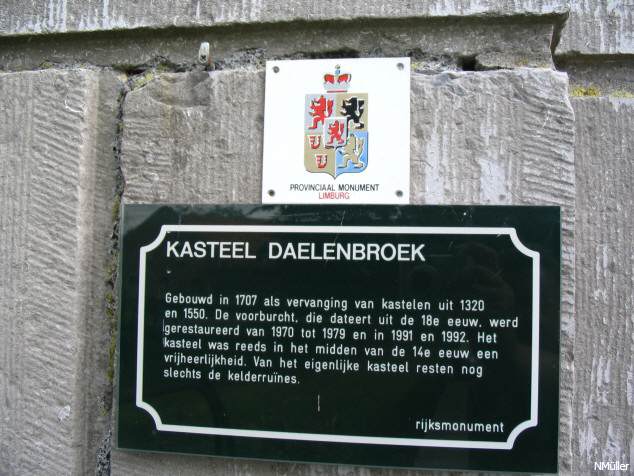 PROVINCIAAL MONUMENT
LIMBURG
KASTEEL DAELENBROEK
Gebouwd in 1707 als vervanging van kastelen uit 1320
en 1550. De voorburcht, die dateert uit de 18e eeuw, werd
gerestaureerd van 1970 tot 1979 en in 1991 en 1992. Het
kasteel was reeds in het midden van de 14e eeuw een
vrijheerlijkheid. Van het eigenlijke kasteel resten nog
slechts de kelderruïnes.
rijksmonument
NMüller